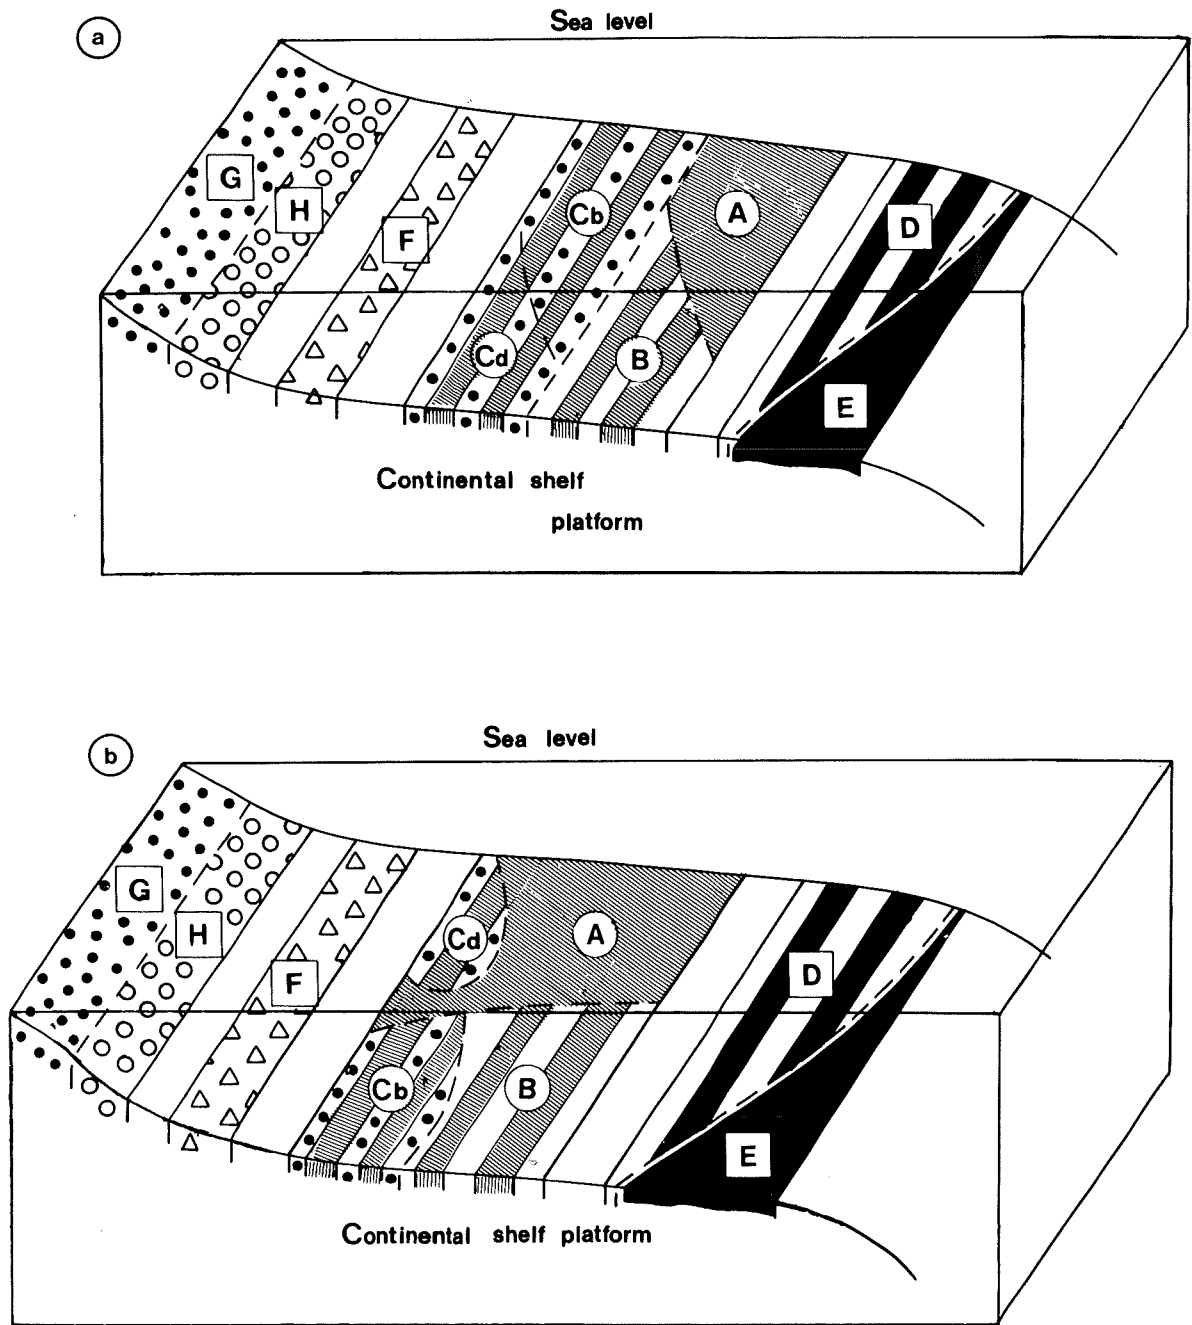 a
Sea level
G
H
F
Cb
A
D
Cd
B
E
Continental shelf
platform
b
Sea level
G
H
F
Cd
A
D
Cb
B
E
Continental shelf platform